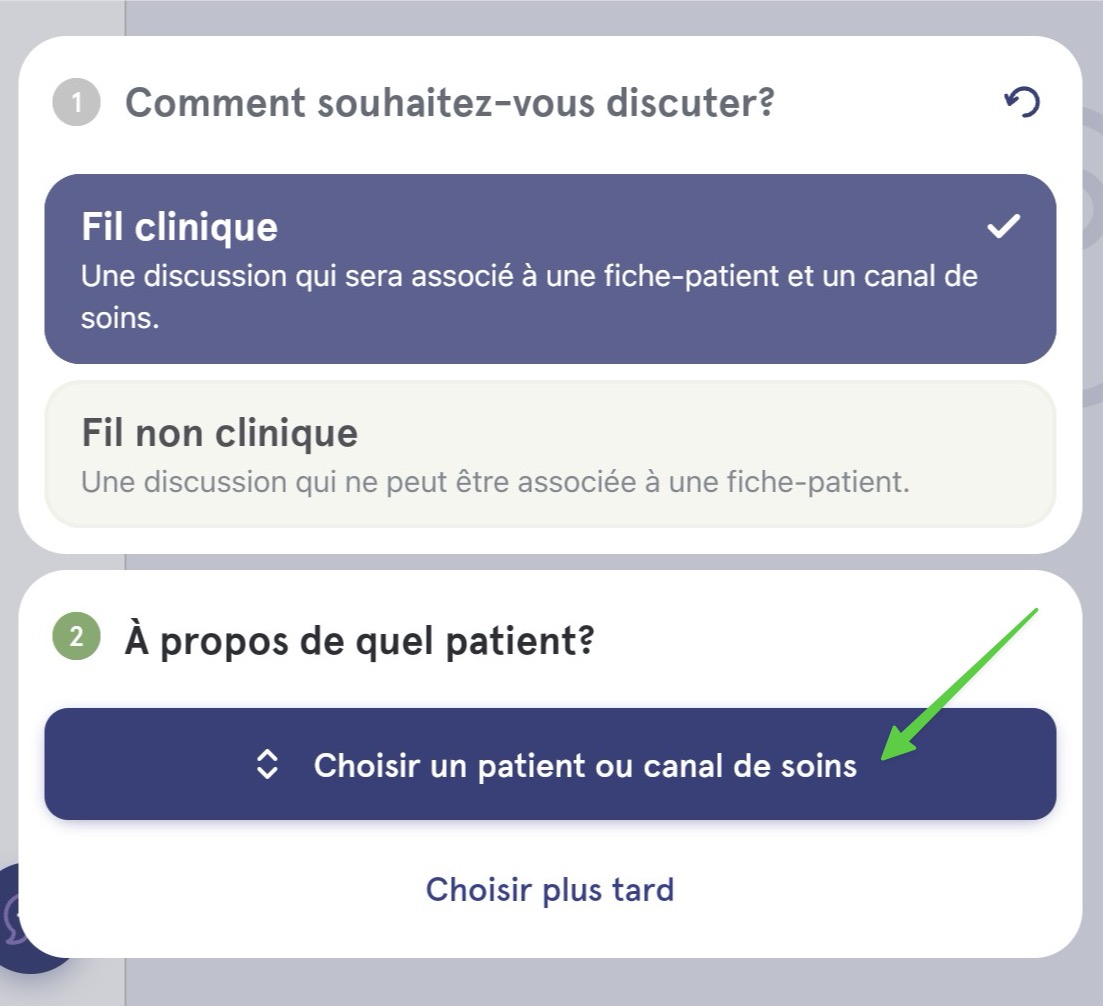 1
Comment souhaitez-vous discuter?
Fil clinique
Une discussion qui sera associé à une fiche-patient et un canal de
soins.
Fil non clinique
Une discussion qui ne peut être associée à une fiche-patient.
2
À propos de quel patient?
Choisir un patient ou canal de soins
Choisir plus tard